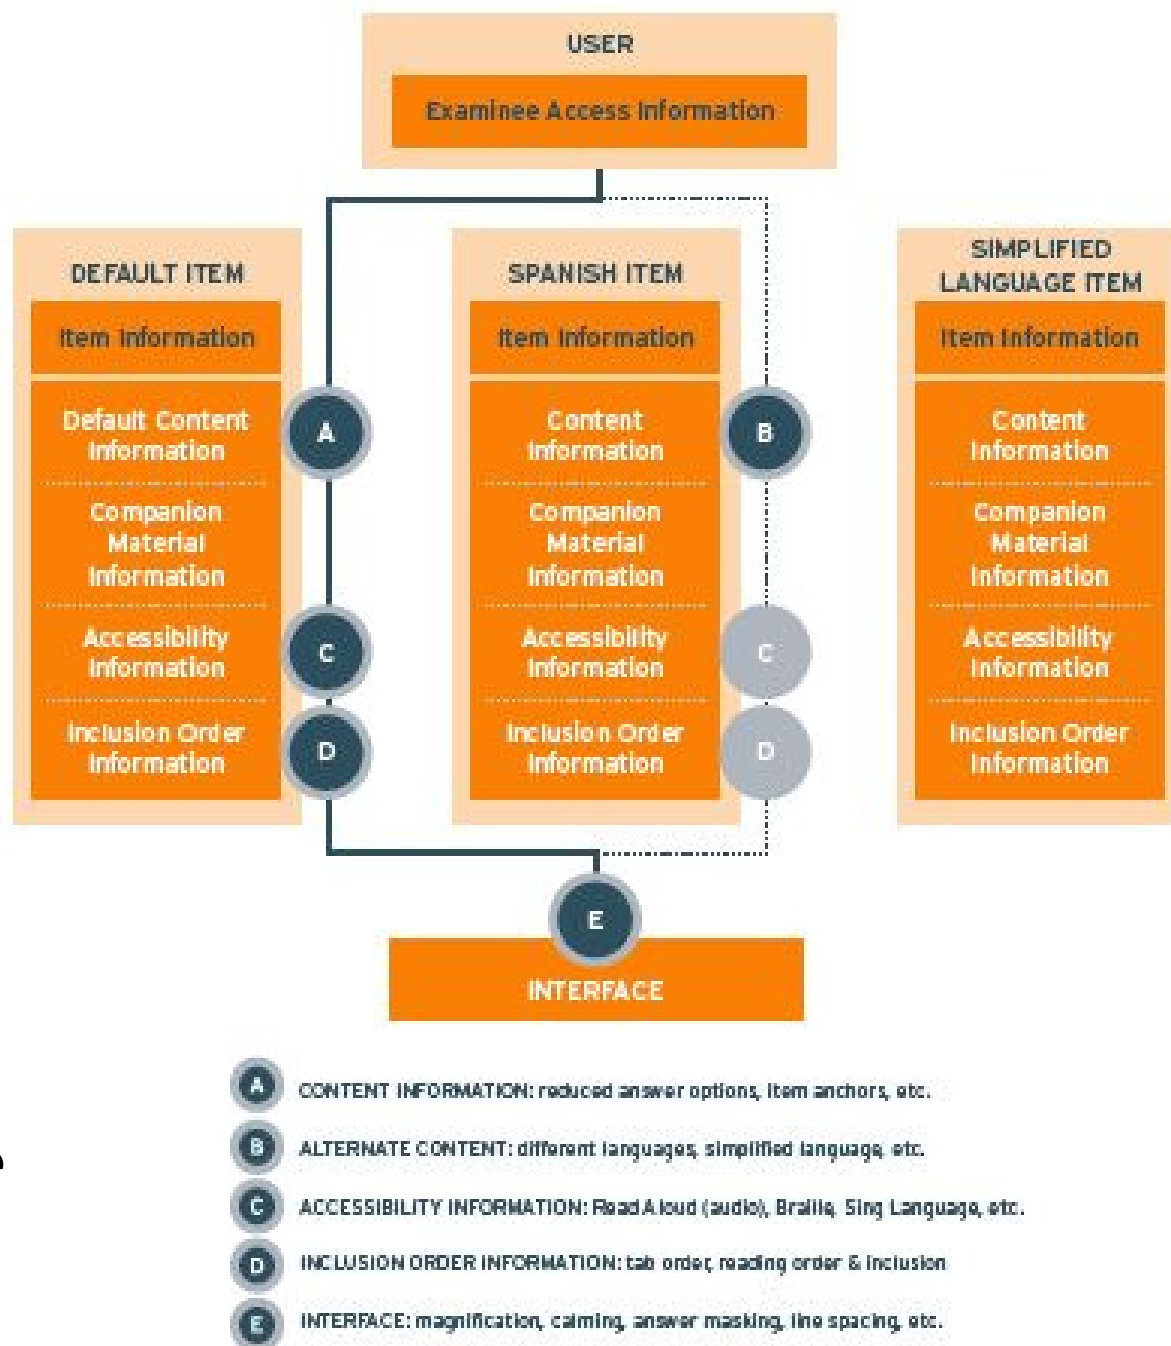 USER
Examinee Access Information
DEFAULT ITEM
Item Information
Default Content
Information
Companion
Material
Information
Accessibility
Information
Inclusion Order
Information
A
C
D
SPANISH ITEM
Item Information
Content
Information
Companion
Material
Information
Accessibility
Information
Inclusion Order
Information
B
C
D
SIMPLIFIED
LANGUAGE ITEM
Item Information
Content
Information
Companion
Material
Information
Accessibility
Information
Inclusion Order
Information
E
INTERFACE
A CONTENT INFORMATION: reduced answer options, item anchors, etc.
B ALTERNATE CONTENT: different languages, simplified language, etc.
C ACCESSIBILITY INFORMATION: Read Aloud (audio), Braille, Sing Language, etc.
D INCLUSION ORDER INFORMATION: tab order, reading order & inclusion
E INTERFACE: magnification, calming, answer masking, line spacing, etc.